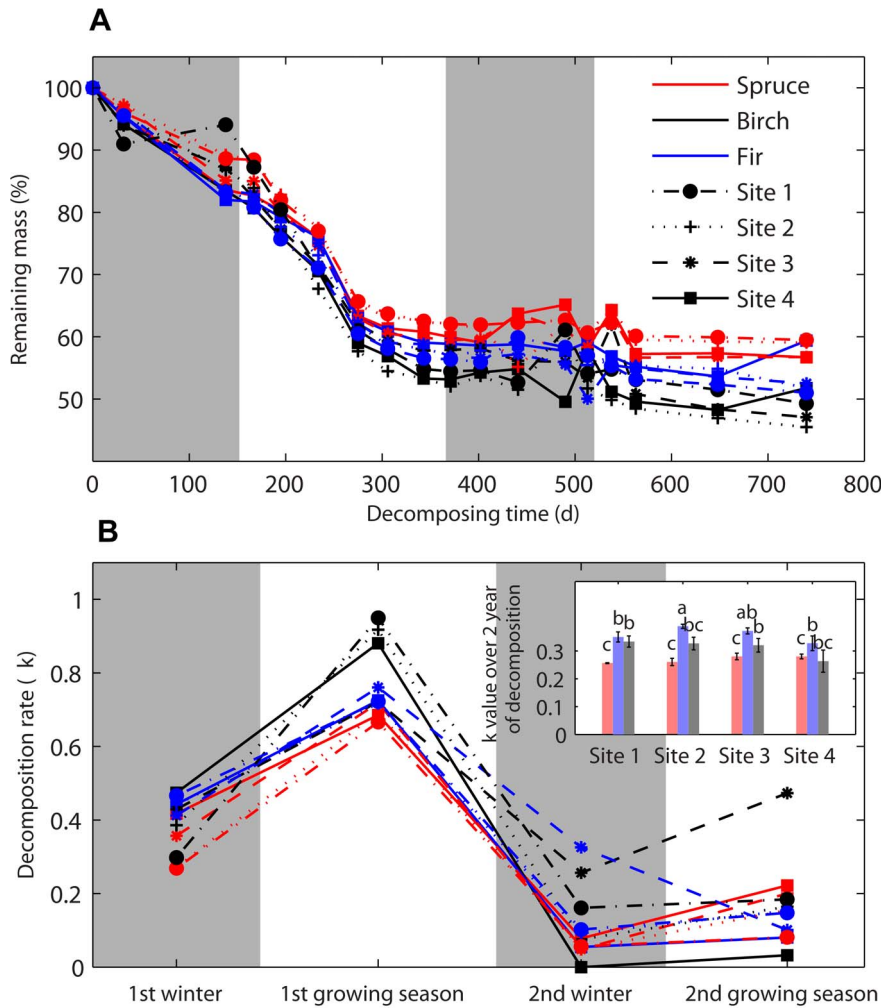 A
100
90
80
70
60
50
Remaining mass (%)
Spruce
Birch
Fir
Site 1
Site 2
Site 3
Site 4
0 100 200 300 400 500 600 700 800
Decomposing time (d)
B
1
0.8
0.6
0.4
0.2
0
Decomposition rate ( k)
k value over 2 year
of decomposition
0.3
0.2
0.1
0
c b b
c a bc
c ab b
c b bc
Site 1 Site 2 Site 3 Site 4
1st winter 1st growing season 2nd winter 2nd growing season